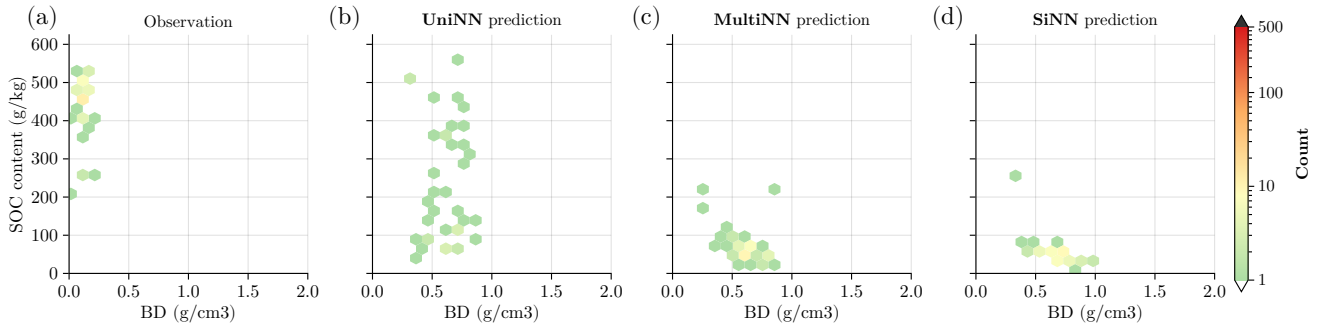 (a) Observation
(b) UniNN prediction
(c) MultiNN prediction
(d) SiNN prediction
SOC content (g/kg)
600
500
400
300
200
100
0
0.0 0.5 1.0 1.5 2.0
BD (g/cm3)
0.0 0.5 1.0 1.5 2.0
BD (g/cm3)
0.0 0.5 1.0 1.5 2.0
BD (g/cm3)
0.0 0.5 1.0 1.5 2.0
BD (g/cm3)
500
100
10
1
Count